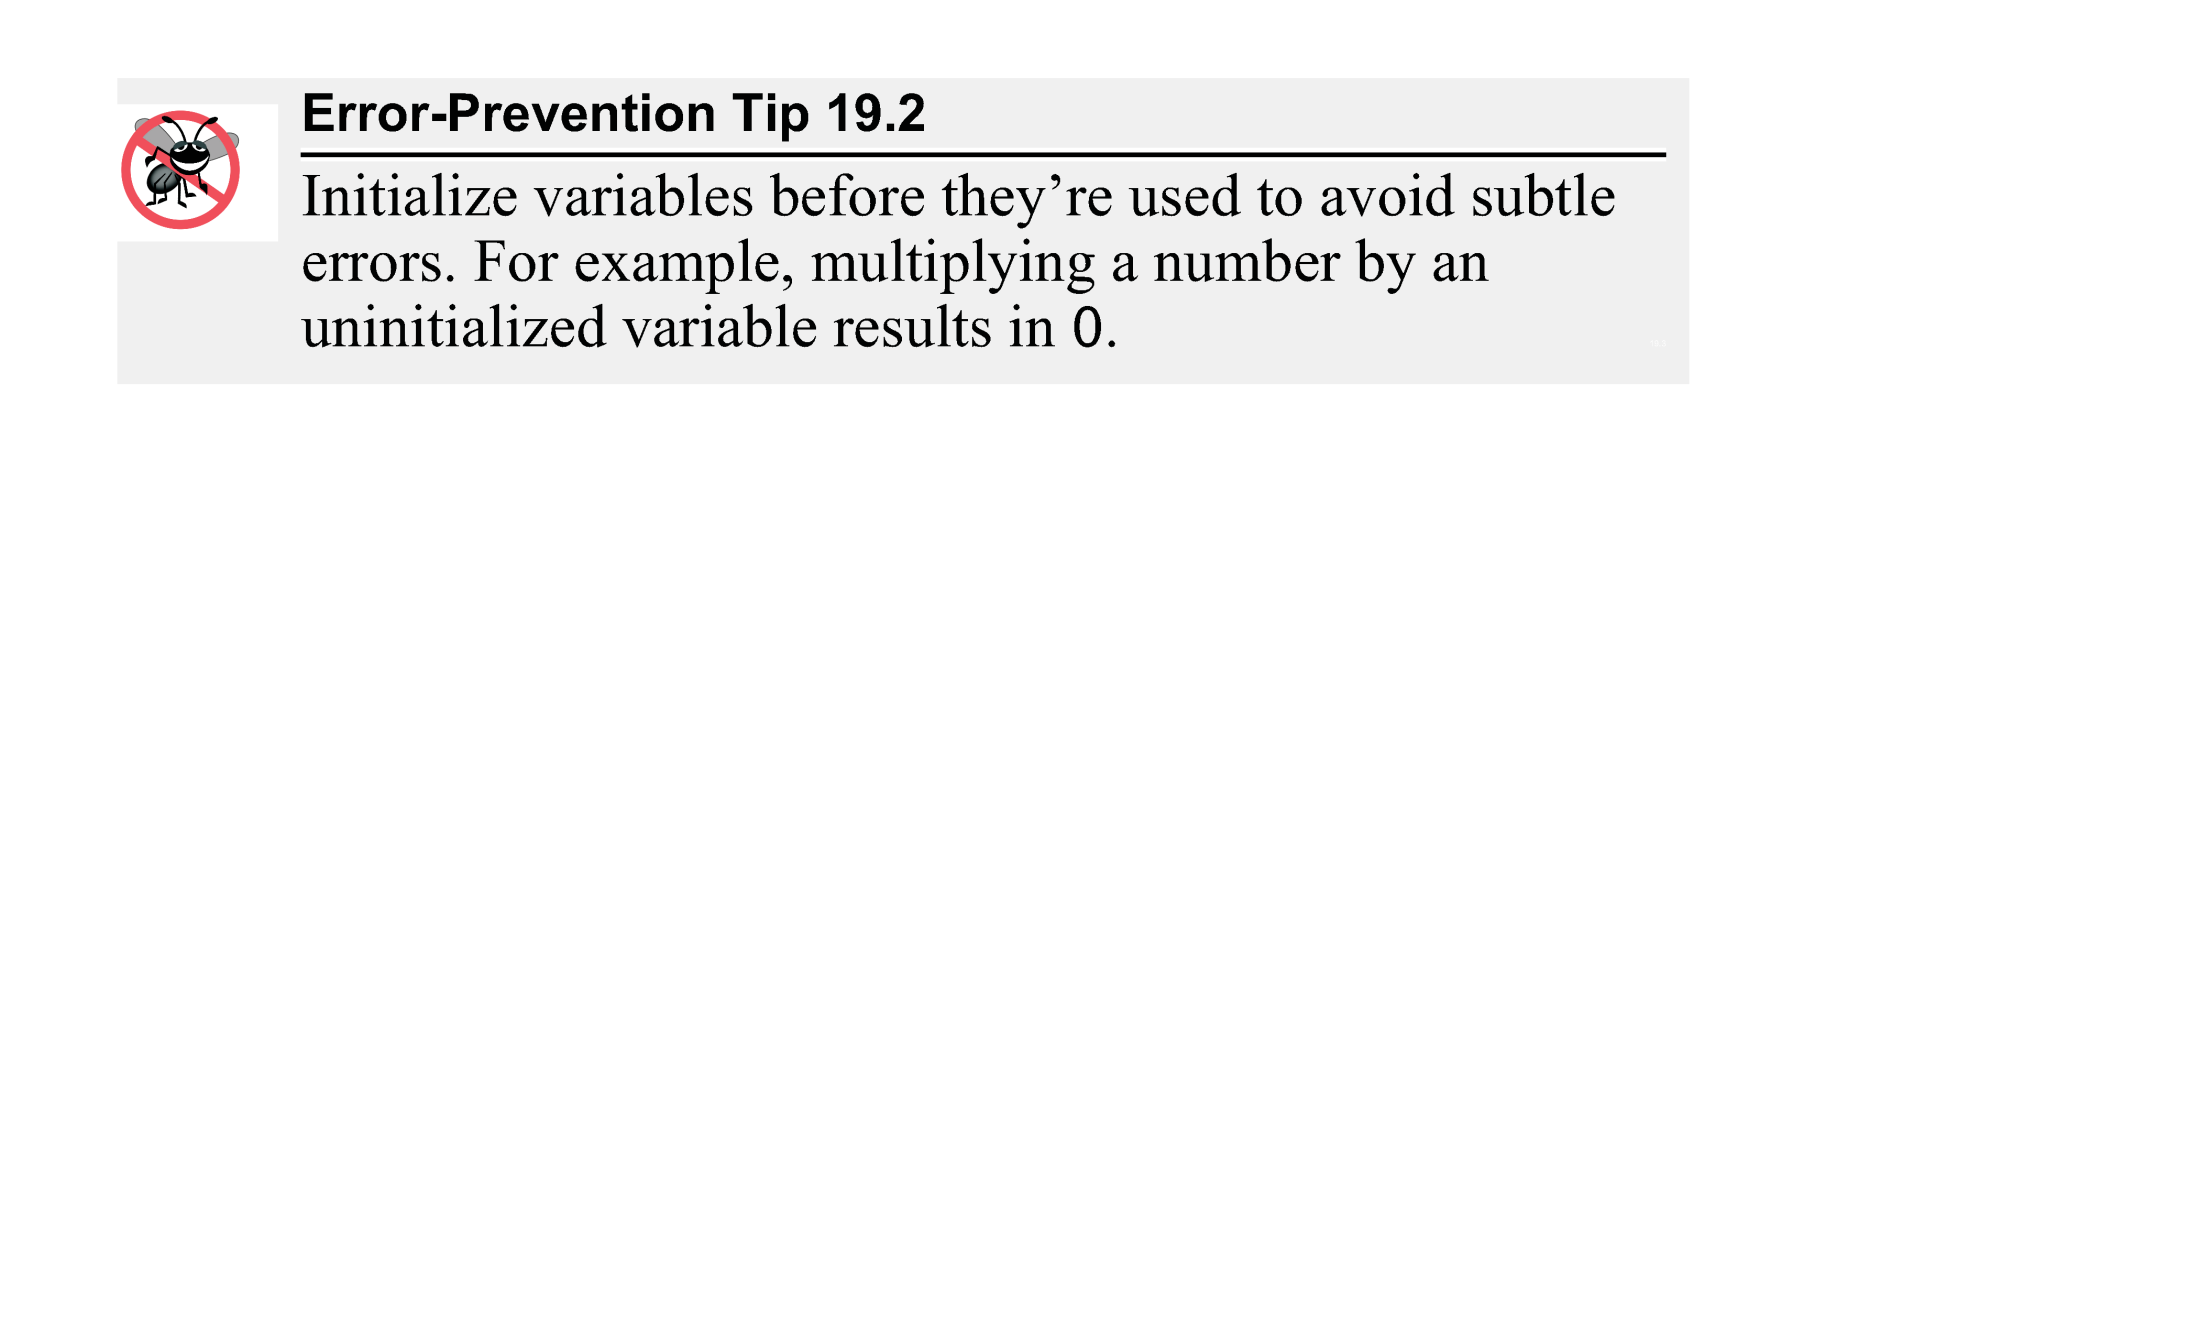 Error-Prevention Tip 19.2
Initialize variables before they’re used to avoid subtle
errors. For example, multiplying a number by an
uninitialized variable results in 0.